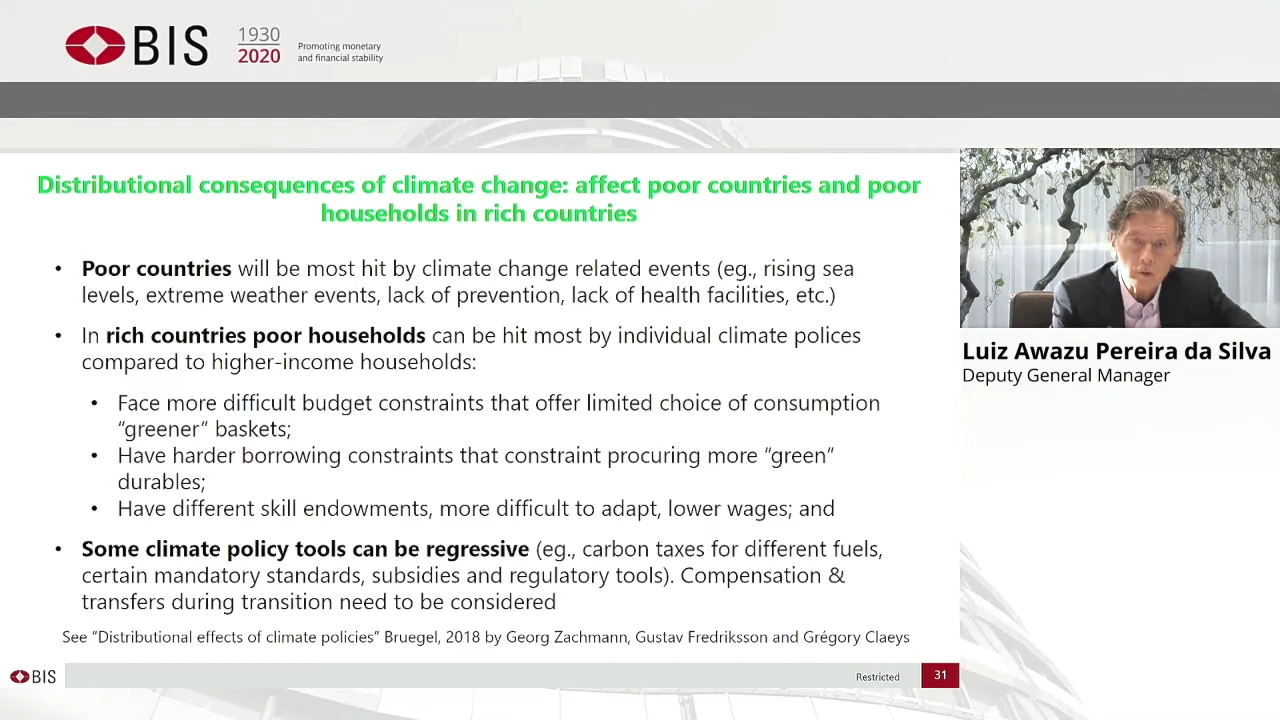 BIS
1930
2020
Promoting monetary
and financial stability
Distributional consequences of climate change: affect poor countries and poor
households in rich countries
• Poor countries will be most hit by climate change related events (eg., rising sea
levels, extreme weather events, lack of prevention, lack of health facilities, etc.)
• In rich countries poor households can be hit most by individual climate polices
compared to higher-income households:
• Face more difficult budget constraints that offer limited choice of consumption
“greener“ baskets;
• Have harder borrowing constraints that constraint procuring more “green”
durables;
• Have different skill endowments, more difficult to adapt, lower wages; and
• Some climate policy tools can be regressive (eg., carbon taxes for different fuels,
certain mandatory standards, subsidies and regulatory tools). Compensation &
transfers during transition need to be considered
See “Distributional effects of climate policies” Bruegel, 2018 by Georg Zachmann, Gustav Fredriksson and Grégory Claeys
BIS
Restricted
31
Luiz Awazu Pereira da Silva
Deputy General Manager